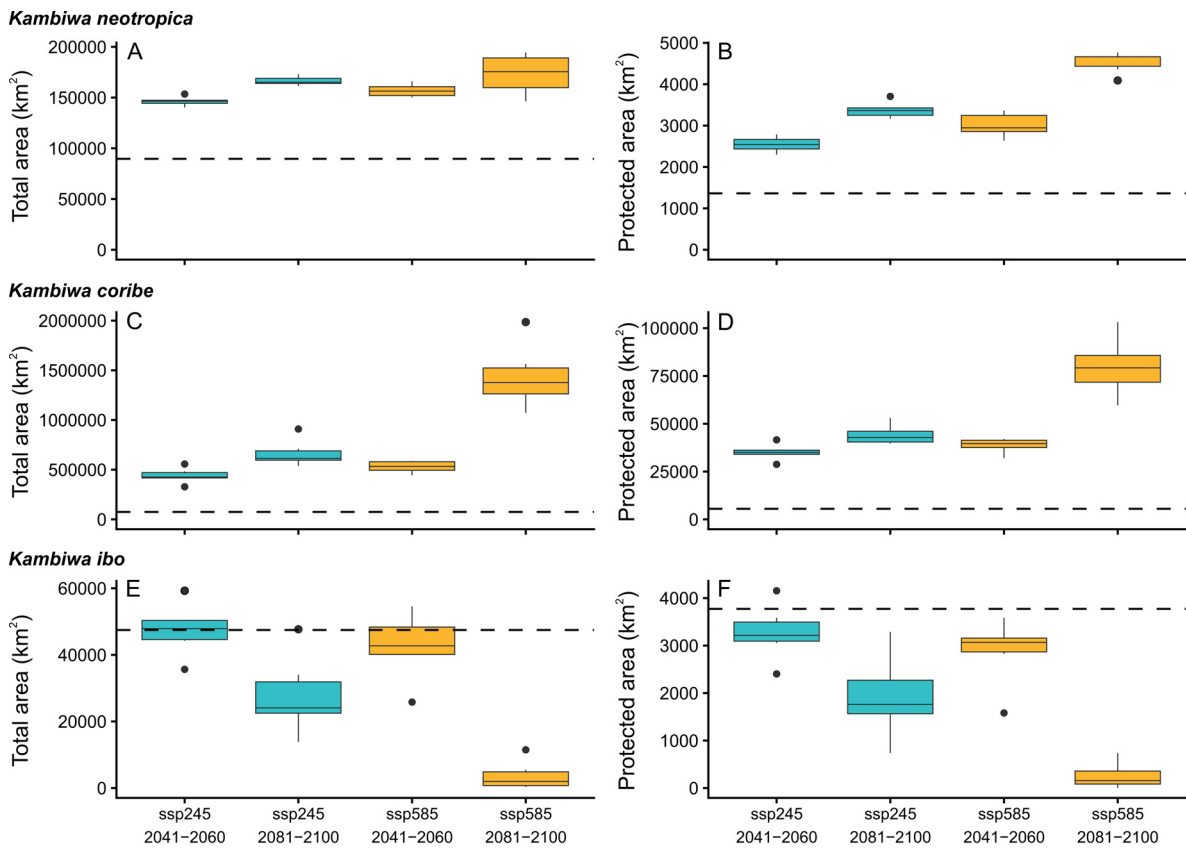 Kambiwa neotropica
A
Total area (km²)
200000
150000
100000
50000
0
B
Protected area (km²)
5000
4000
3000
2000
1000
0
Kambiwa coribe
C
Total area (km²)
2000000
1500000
1000000
500000
0
D
Protected area (km²)
100000
75000
50000
25000
0
Kambiwa ibo
E
Total area (km²)
60000
40000
20000
0
F
Protected area (km²)
4000
3000
2000
1000
0
ssp245 ssp245 ssp585 ssp585
2041−2060 2081−2100 2041−2060 2081−2100
ssp245 ssp245 ssp585 ssp585
2041−2060 2081−2100 2041−2060 2081−2100